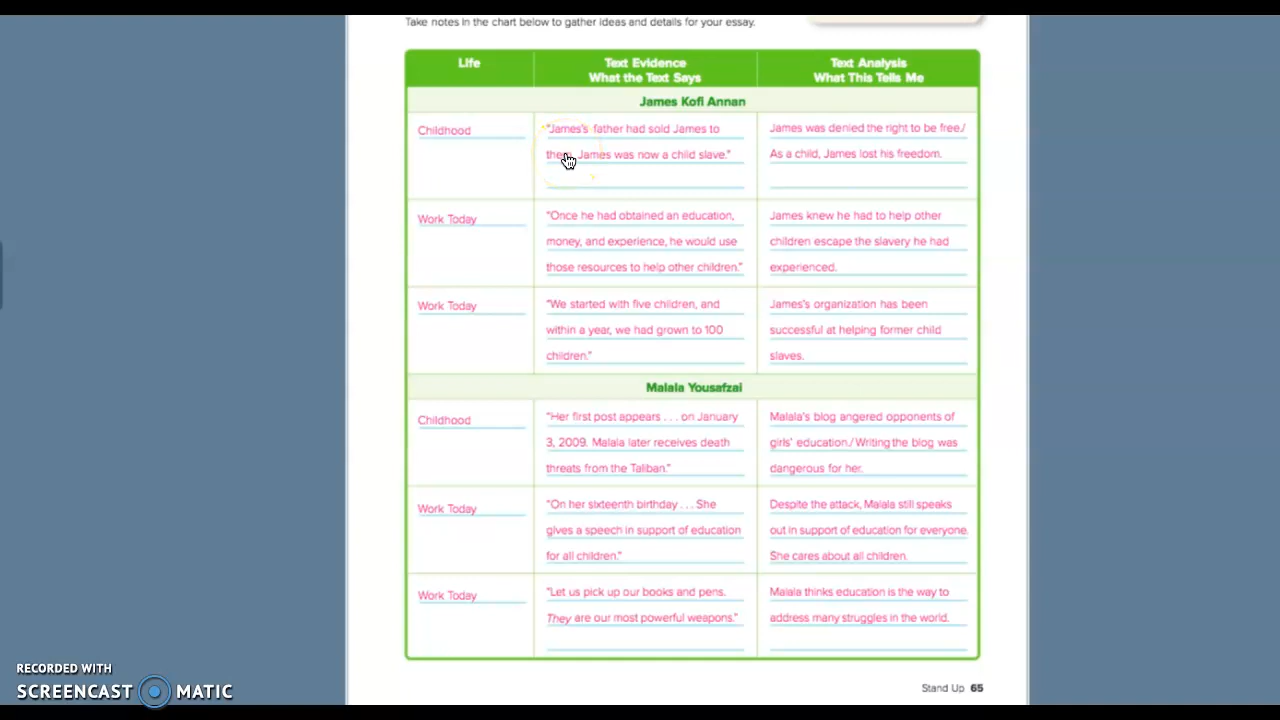 Take notes in the chart below to gather ideas and details for your essay.
Life
Text Evidence
What the Text Says
Text Analysis
What This Tells Me
James Kofi Annan
Childhood
"James's father had sold James to
James was now a child slave."
James was denied the right to be free./
As a child, James lost his freedom.
Work Today
"Once he had obtained an education,
money, and experience, he would use
those resources to help other children."
James knew he had to help other
children escape the slavery he had
experienced.
Work Today
"We started with five children, and
within a year, we had grown to 100
children."
James's organization has been
successful at helping former child
slaves.
Malala Yousafzai
Childhood
"Her first post appears . . . on January
3, 2009. Malala later receives death
threats from the Taliban."
Malala's blog angered opponents of
girls' education./ Writing the blog was
dangerous for her.
Work Today
"On her sixteenth birthday . . . She
gives a speech in support of education
for all children."
Despite the attack, Malala still speaks
out in support of education for everyone.
She cares about all children.
Work Today
"Let us pick up our books and pens.
They are our most powerful weapons."
Malala thinks education is the way to
address many struggles in the world.
Stand Up 65
RECORDED WITH
SCREENCAST MATIC